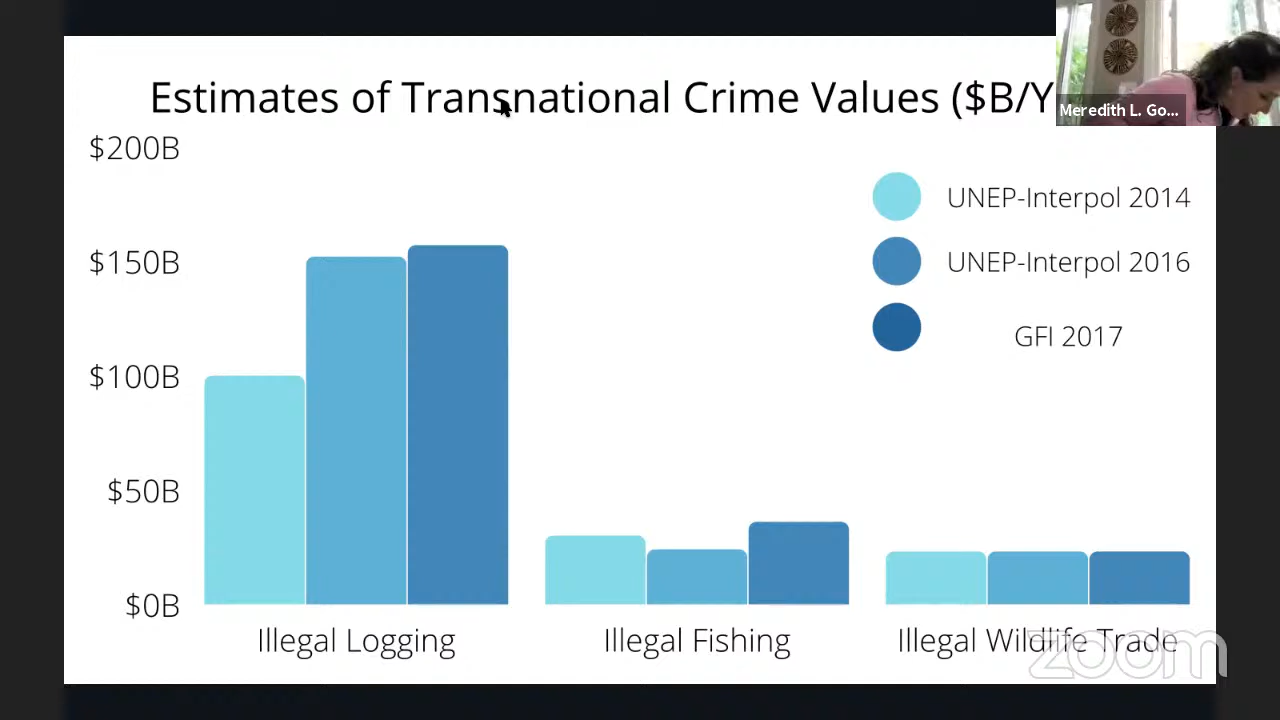 Estimates of Transnational Crime Values ($B/Y
Meredith L. Go...
$200B
UNEP-Interpol 2014
$150B
UNEP-Interpol 2016
GFI 2017
$100B
$50B
$0B
Illegal Logging
Illegal Fishing
Illegal Wildlife Trade
zoom